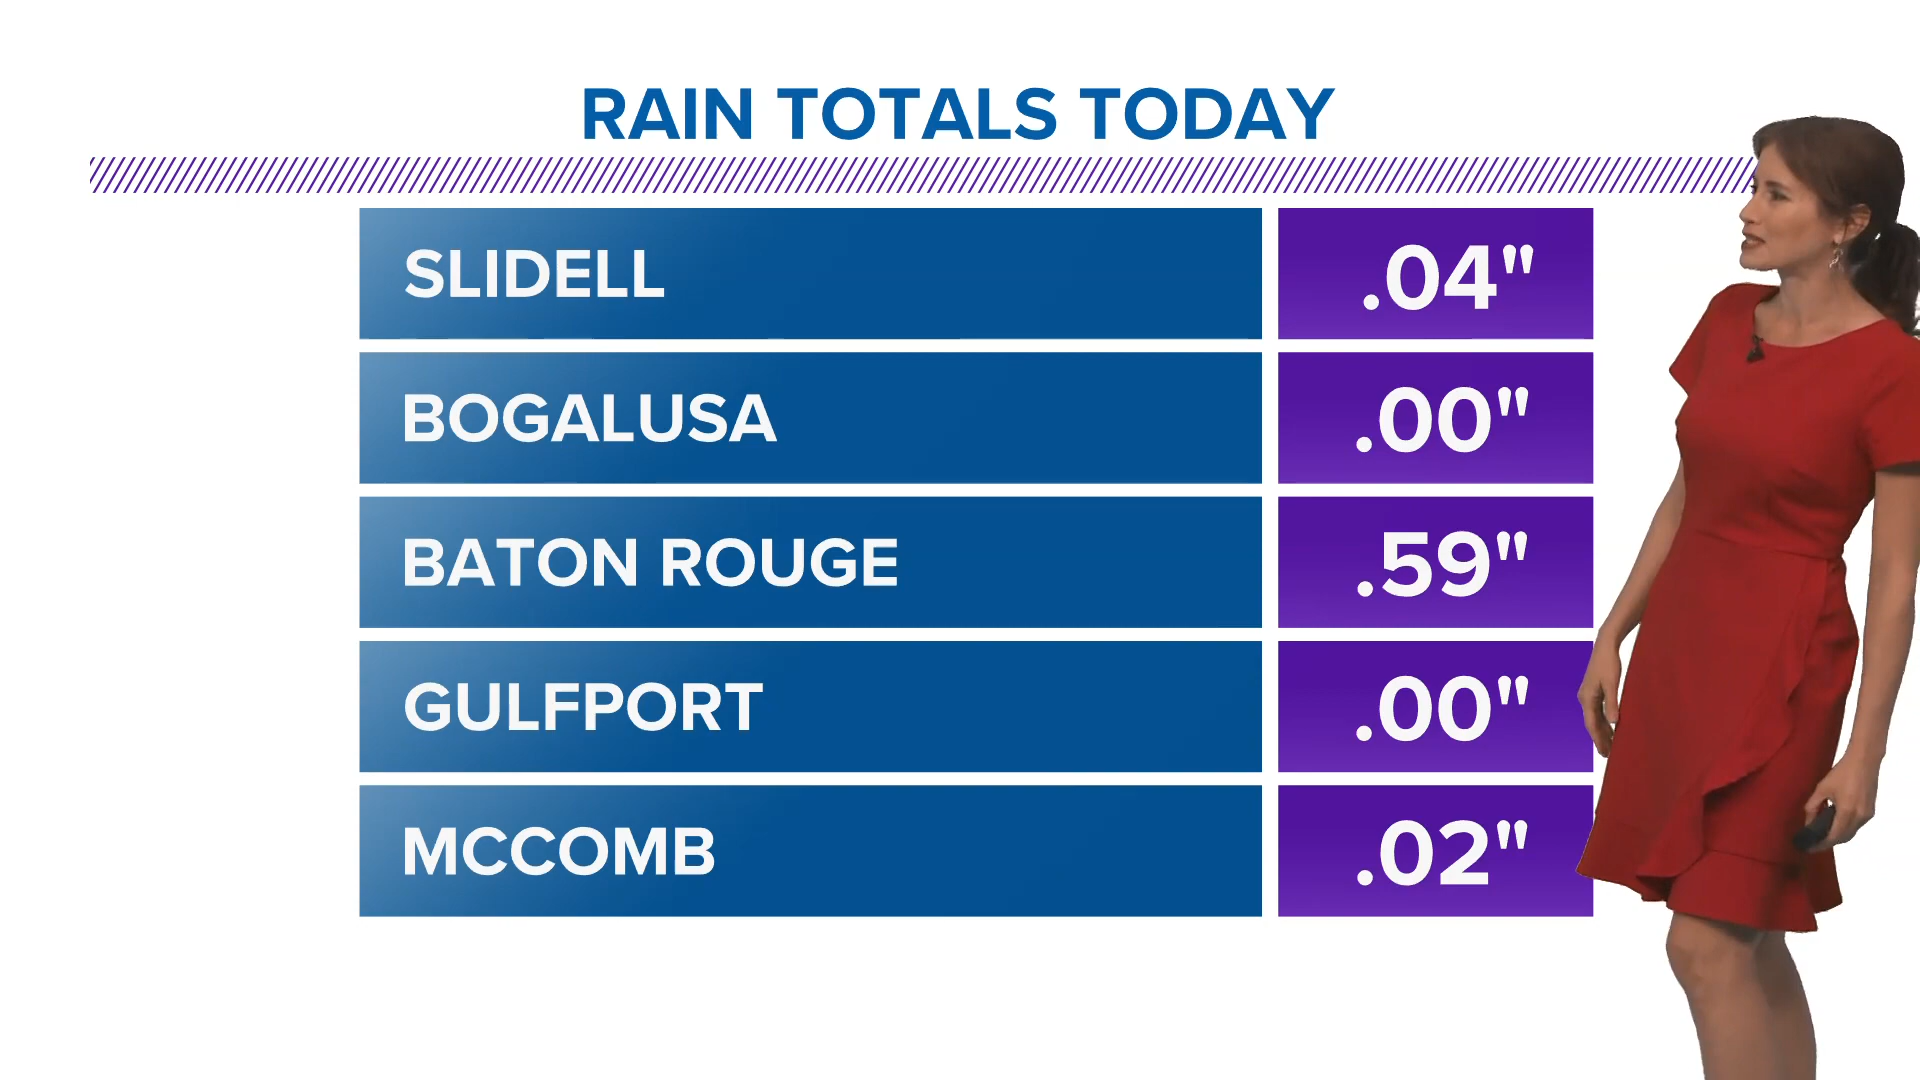 RAIN TOTALS TODAY
SLIDELL .04"
BOGALUSA .00"
BATON ROUGE .59"
GULFPORT .00"
MCCOMB .02"